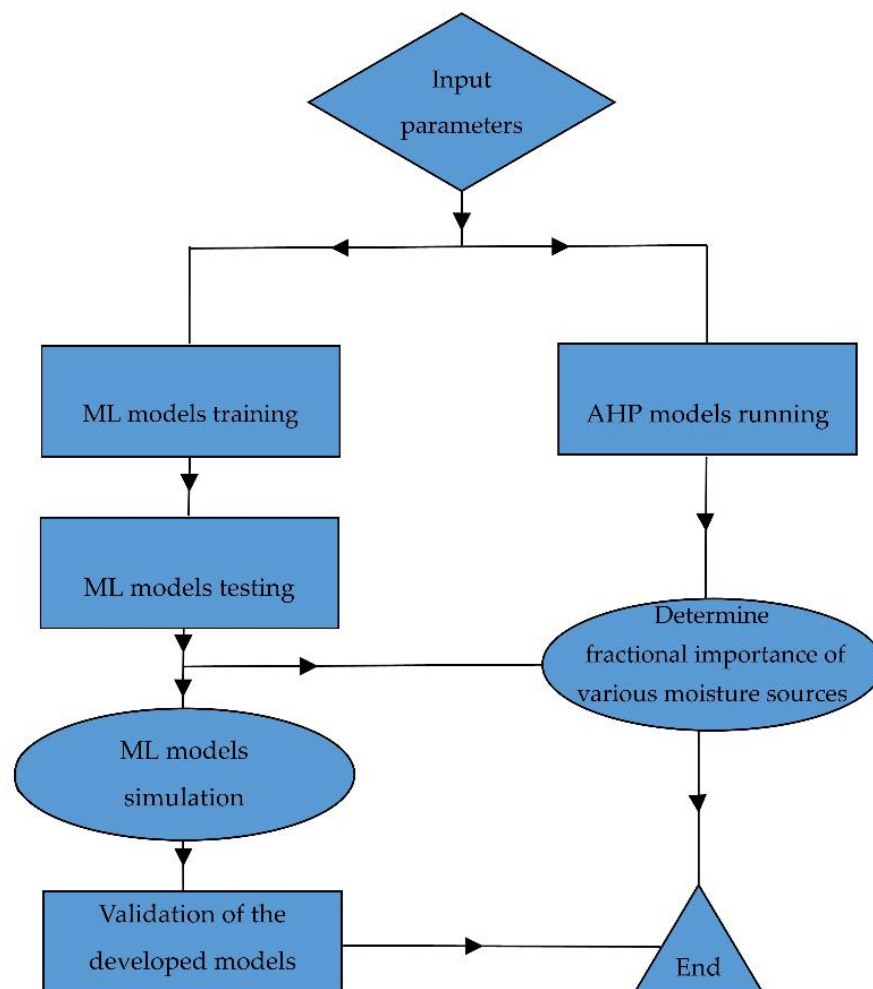 Input
parameters
ML models training
AHP models running
ML models testing
Determine
fractional importance of
various moisture sources
ML models
simulation
Validation of the
developed models
End